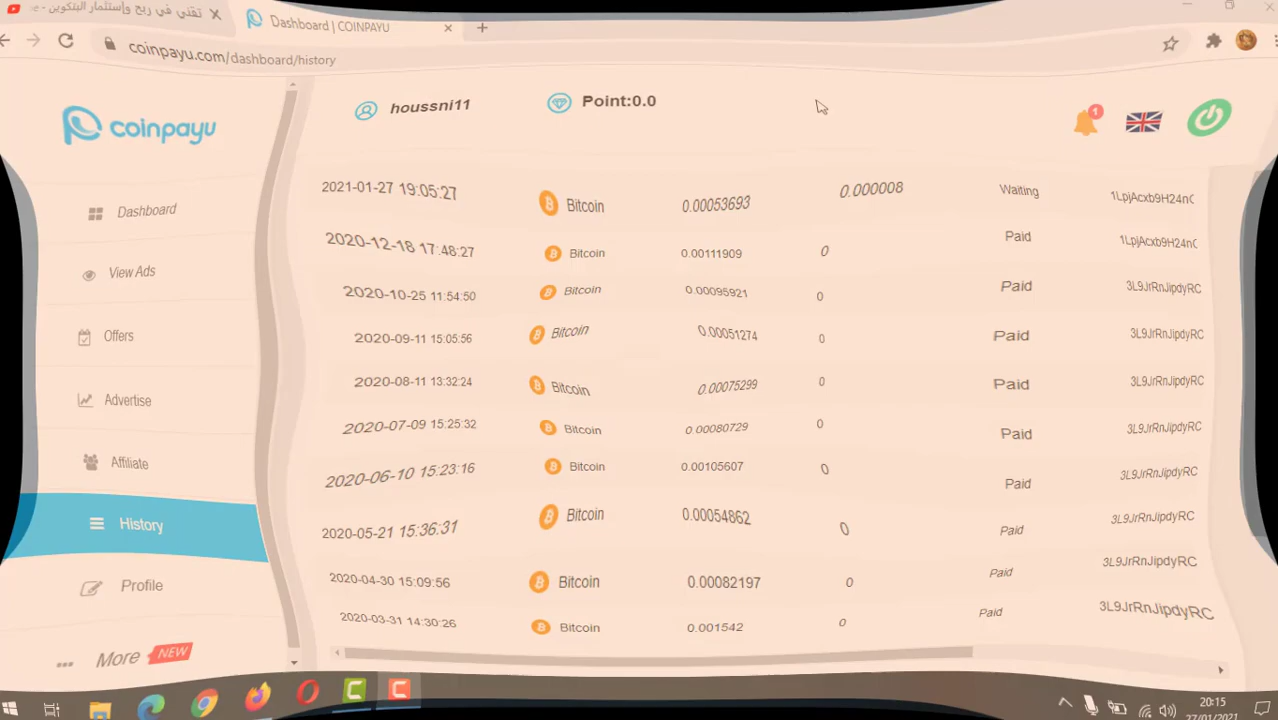 تقني في ربح وإستثمار البتكوين - e
Dashboard | COINPAYU
coinpayu.com/dashboard/history
coinpayu
houssni11
Point:0.0
1
Dashboard
View Ads
Offers
Advertise
Affiliate
History
Profile
More NEW
2021-01-27 19:05:27 Bitcoin 0.00053693 0.000008 Waiting 1LpjAcxb9H24n
2020-12-18 17:48:27 Bitcoin 0.00111909 0 Paid 1LpjAcxb9H24n
2020-10-25 11:54:50 Bitcoin 0.00095921 0 Paid 3L9JrRnJipdyRC
2020-09-11 15:05:56 Bitcoin 0.00051274 0 Paid 3L9JrRnJipdyRC
2020-08-11 13:32:24 Bitcoin 0.00075299 0 Paid 3L9JrRnJipdyRC
2020-07-09 15:25:32 Bitcoin 0.00080729 0 Paid 3L9JrRnJipdyRC
2020-06-10 15:23:16 Bitcoin 0.00105607 0 Paid 3L9JrRnJipdyRC
2020-05-21 15:36:31 Bitcoin 0.00054862 0 Paid 3L9JrRnJipdyRC
2020-04-30 15:09:56 Bitcoin 0.00082197 0 Paid 3L9JrRnJipdyRC
2020-03-31 14:30:26 Bitcoin 0.001542 0 Paid 3L9JrRnJipdyRC
20:15
27/01/2021